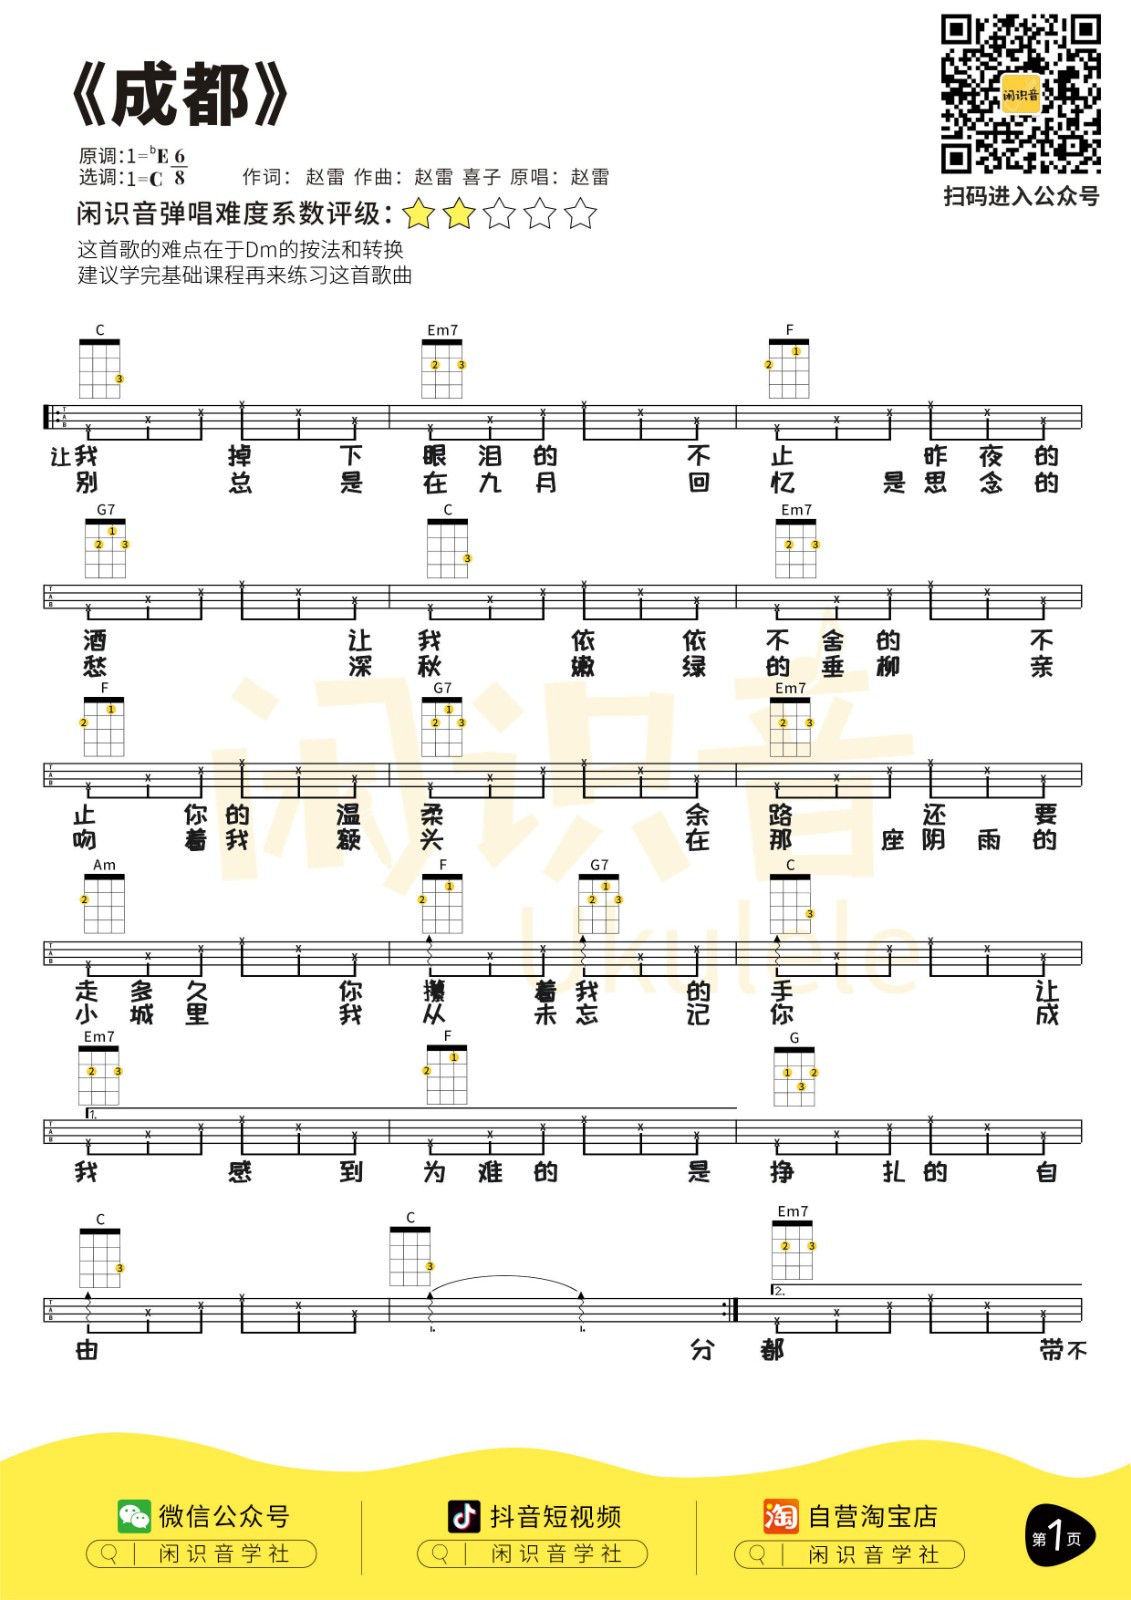 《成都》
闲识音
扫码进入公众号
原调:1=ᵇE 6/8
选调:1=C
作词： 赵雷 作曲：赵雷 喜子 原唱：赵雷
闲识音弹唱难度系数评级：
这首歌的难点在于Dm的按法和转换
建议学完基础课程再来练习这首歌曲
C Em7 F
让我 掉 下 眼 泪 的 不 止 昨 夜 的
别 总 是 在 九 月 回 忆 是 思 念 的
G7 C Em7
酒 让 我 依 依 不 舍 的 不
愁 深 秋 嫩 绿 的 垂 柳 亲
F G7 Em7
止 你 的 温 柔 余 路 还 要
吻 着 我 额 头 在 那 座 阴 雨 的
Am F G7 C
走 多 久 你 攥 着 我 的 手 让
小 城 里 我 从 未 忘 记 你 成
Em7 F G
1.
我 感 到 为 难 的 是 挣 扎 的 自
C C Em7
2.
由 分 都 带 不
闲识音
Ukulele
微信公众号 抖音短视频 自营淘宝店
闲识音学社 闲识音学社 闲识音学社
第1页